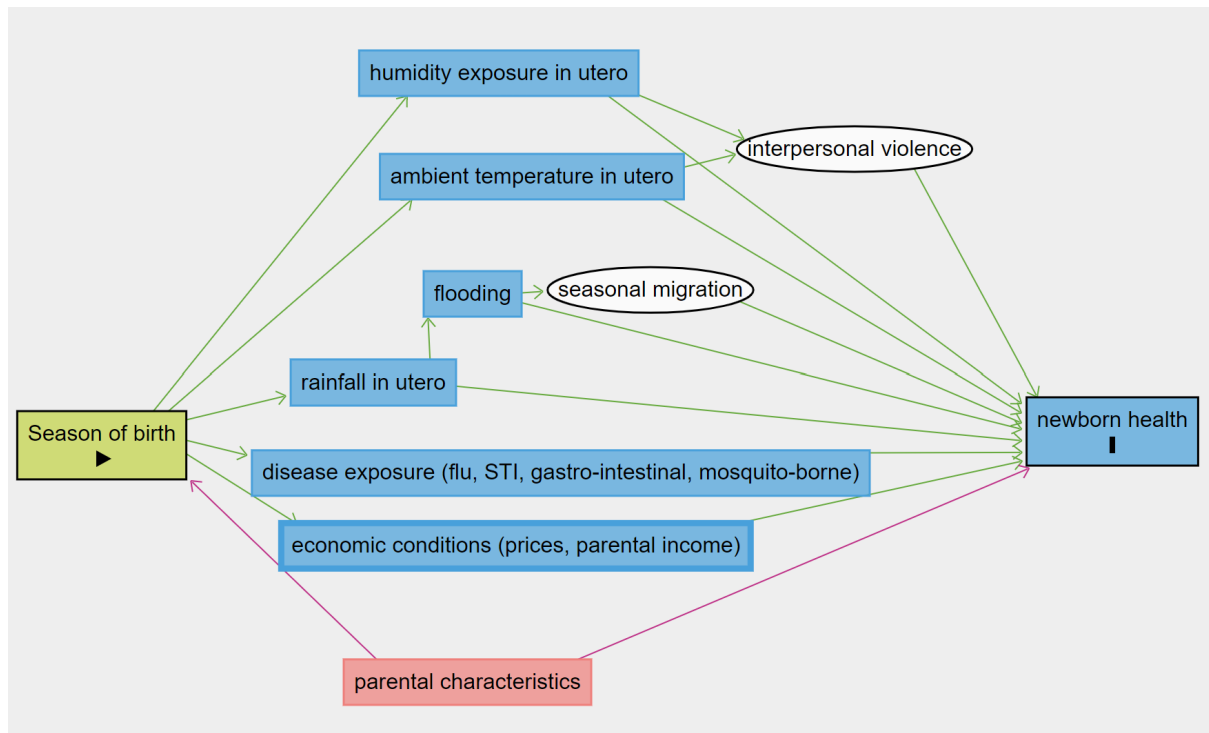 humidity exposure in utero
interpersonal violence
ambient temperature in utero
flooding
seasonal migration
rainfall in utero
Season of birth
newborn health
disease exposure (flu, STI, gastro-intestinal, mosquito-borne)
economic conditions (prices, parental income)
parental characteristics